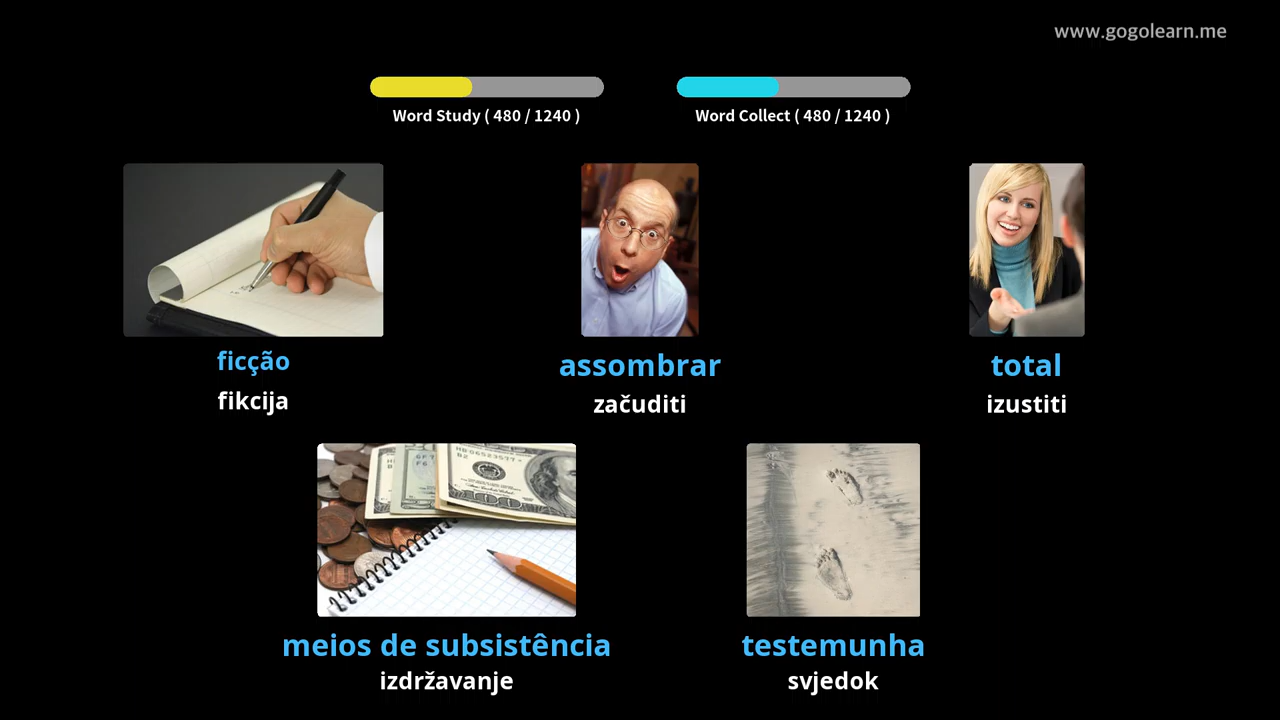 www.gogolearn.me
Word Study ( 480 / 1240 )
Word Collect ( 480 / 1240 )
ficção
fikcija
assombrar
začuditi
total
izustiti
meios de subsistência
izdržavanje
testemunha
svjedok